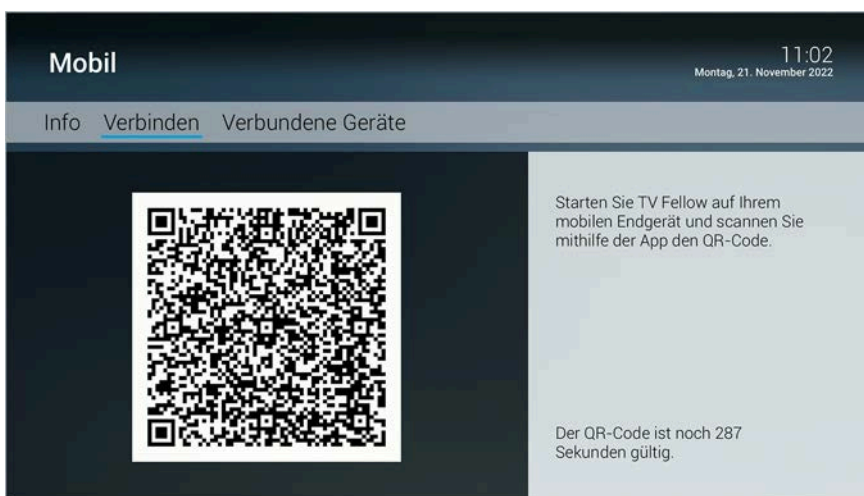 Mobil
11:02
Montag, 21. November 2022
Info Verbinden Verbundene Geräte
Starten Sie TV Fellow auf Ihrem
mobilen Endgerät und scannen Sie
mithilfe der App den QR-Code.
Der QR-Code ist noch 287
Sekunden gültig.